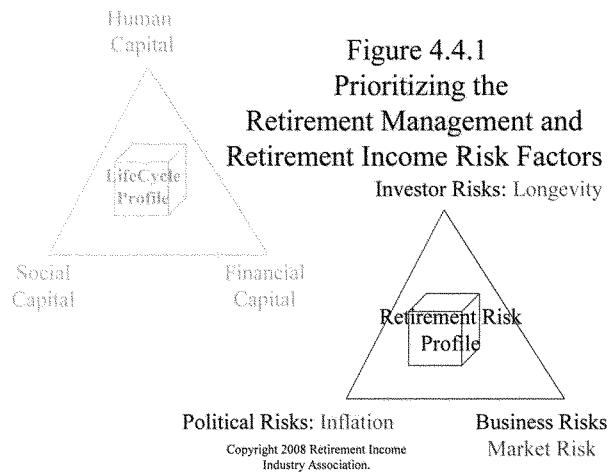 Human
Capital
Figure 4.4.1
Prioritizing the
Retirement Management and
Retirement Income Risk Factors
LifeCycle
Profile
Social
Capital
Financial
Capital
Investor Risks: Longevity
Retirement Risk
Profile
Political Risks: Inflation
Business Risks
Market Risk
Copyright 2008 Retirement Income
Industry Association.